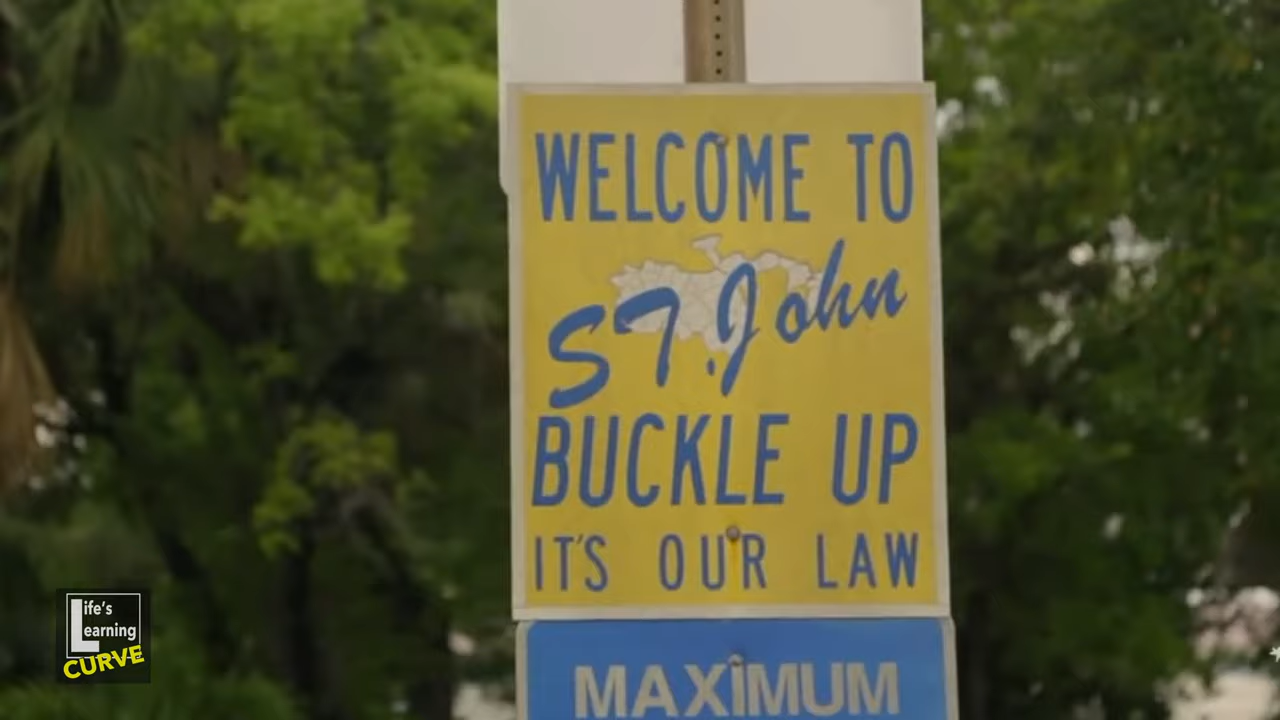 WELCOME TO
ST. John
BUCKLE UP
IT'S OUR LAW
MAXIMUM
Life's
Learning
CURVE